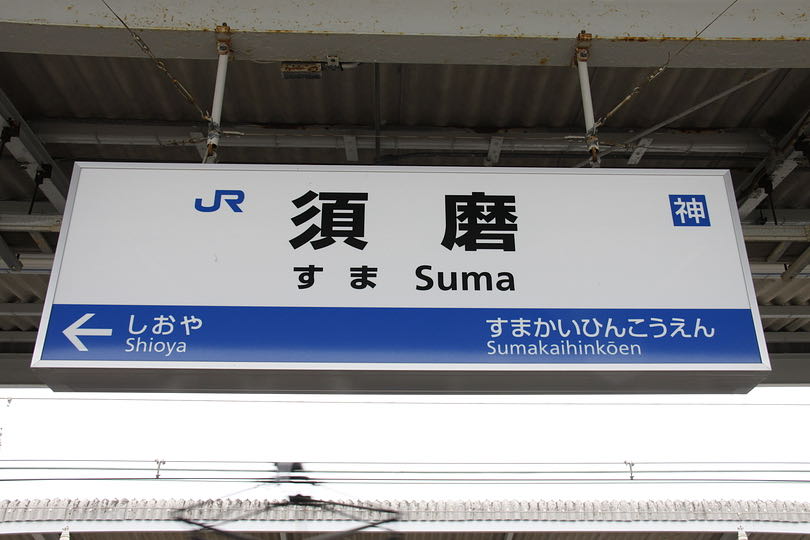 JR 須磨 神
すま Suma
しおや すまかいひんこうえん
Shioya Sumakaihinkōen